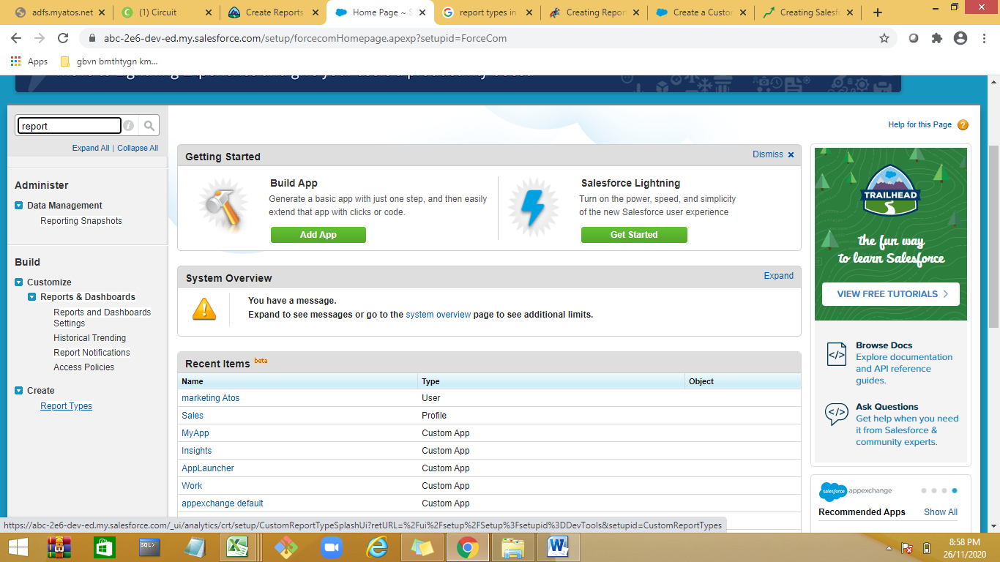 adfs.myatos.net
(1) Circuit
Create Reports
Home Page ~ S
report types in
Creating Repor
Create a Custo
Creating Salesf
abc-2e6-dev-ed.my.salesforce.com/setup/forcecomHomepage.apexp?setupid=ForceCom
Apps
gbvn bmthytgn km...
report
Expand All | Collapse All
Administer
Data Management
Reporting Snapshots
Build
Customize
Reports & Dashboards
Reports and Dashboards
Settings
Historical Trending
Report Notifications
Access Policies
Create
Report Types
Help for this Page
Getting Started
Dismiss
Build App
Generate a basic app with just one step, and then easily
extend that app with clicks or code.
Add App
Salesforce Lightning
Turn on the power, speed, and simplicity
of the new Salesforce user experience
Get Started
System Overview
Expand
You have a message.
Expand to see messages or go to the system overview page to see additional limits.
Recent Items beta
Name Type Object
marketing Atos User
Sales Profile
MyApp Custom App
Insights Custom App
AppLauncher Custom App
Work Custom App
appexchange default Custom App
TRAILHEAD
the fun way
to learn Salesforce
VIEW FREE TUTORIALS
</>
Browse Docs
Explore documentation
and API reference
guides.
</>
Ask Questions
Get help when you need
it from Salesforce &
community experts.
salesforce appexchange
Recommended Apps Show All
https://abc-2e6-dev-ed.my.salesforce.com/_ui/analytics/crt/setup/CustomReportTypeSplashUi?retURL=%2Fui%2Fsetup%2FSetup%3Fsetupid%3DDevTools&setupid=CustomReportTypes
SQL>
8:58 PM
26/11/2020